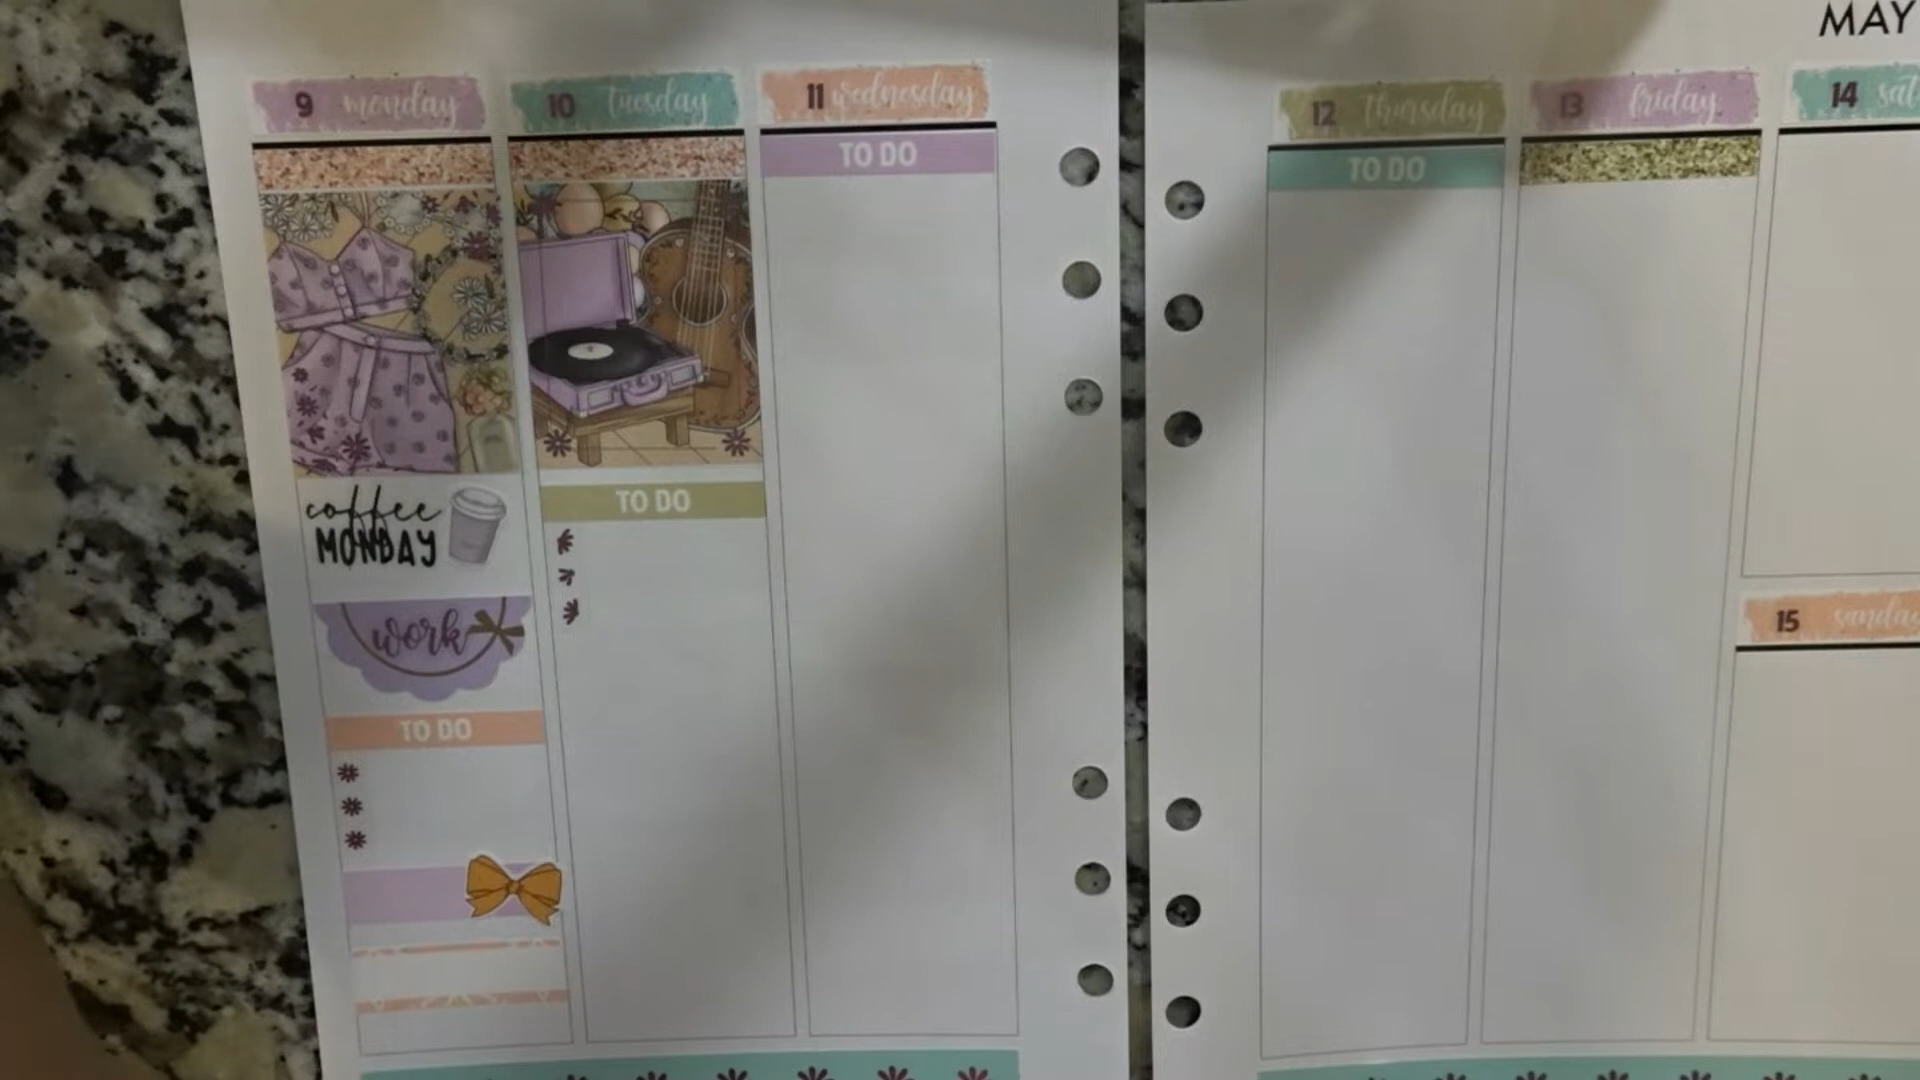 MAY
9 monday
10 tuesday
11 wednesday
12 thursday
13 friday
14
TO DO
TO DO
coffee
MONDAY
TO DO
work
TO DO
15